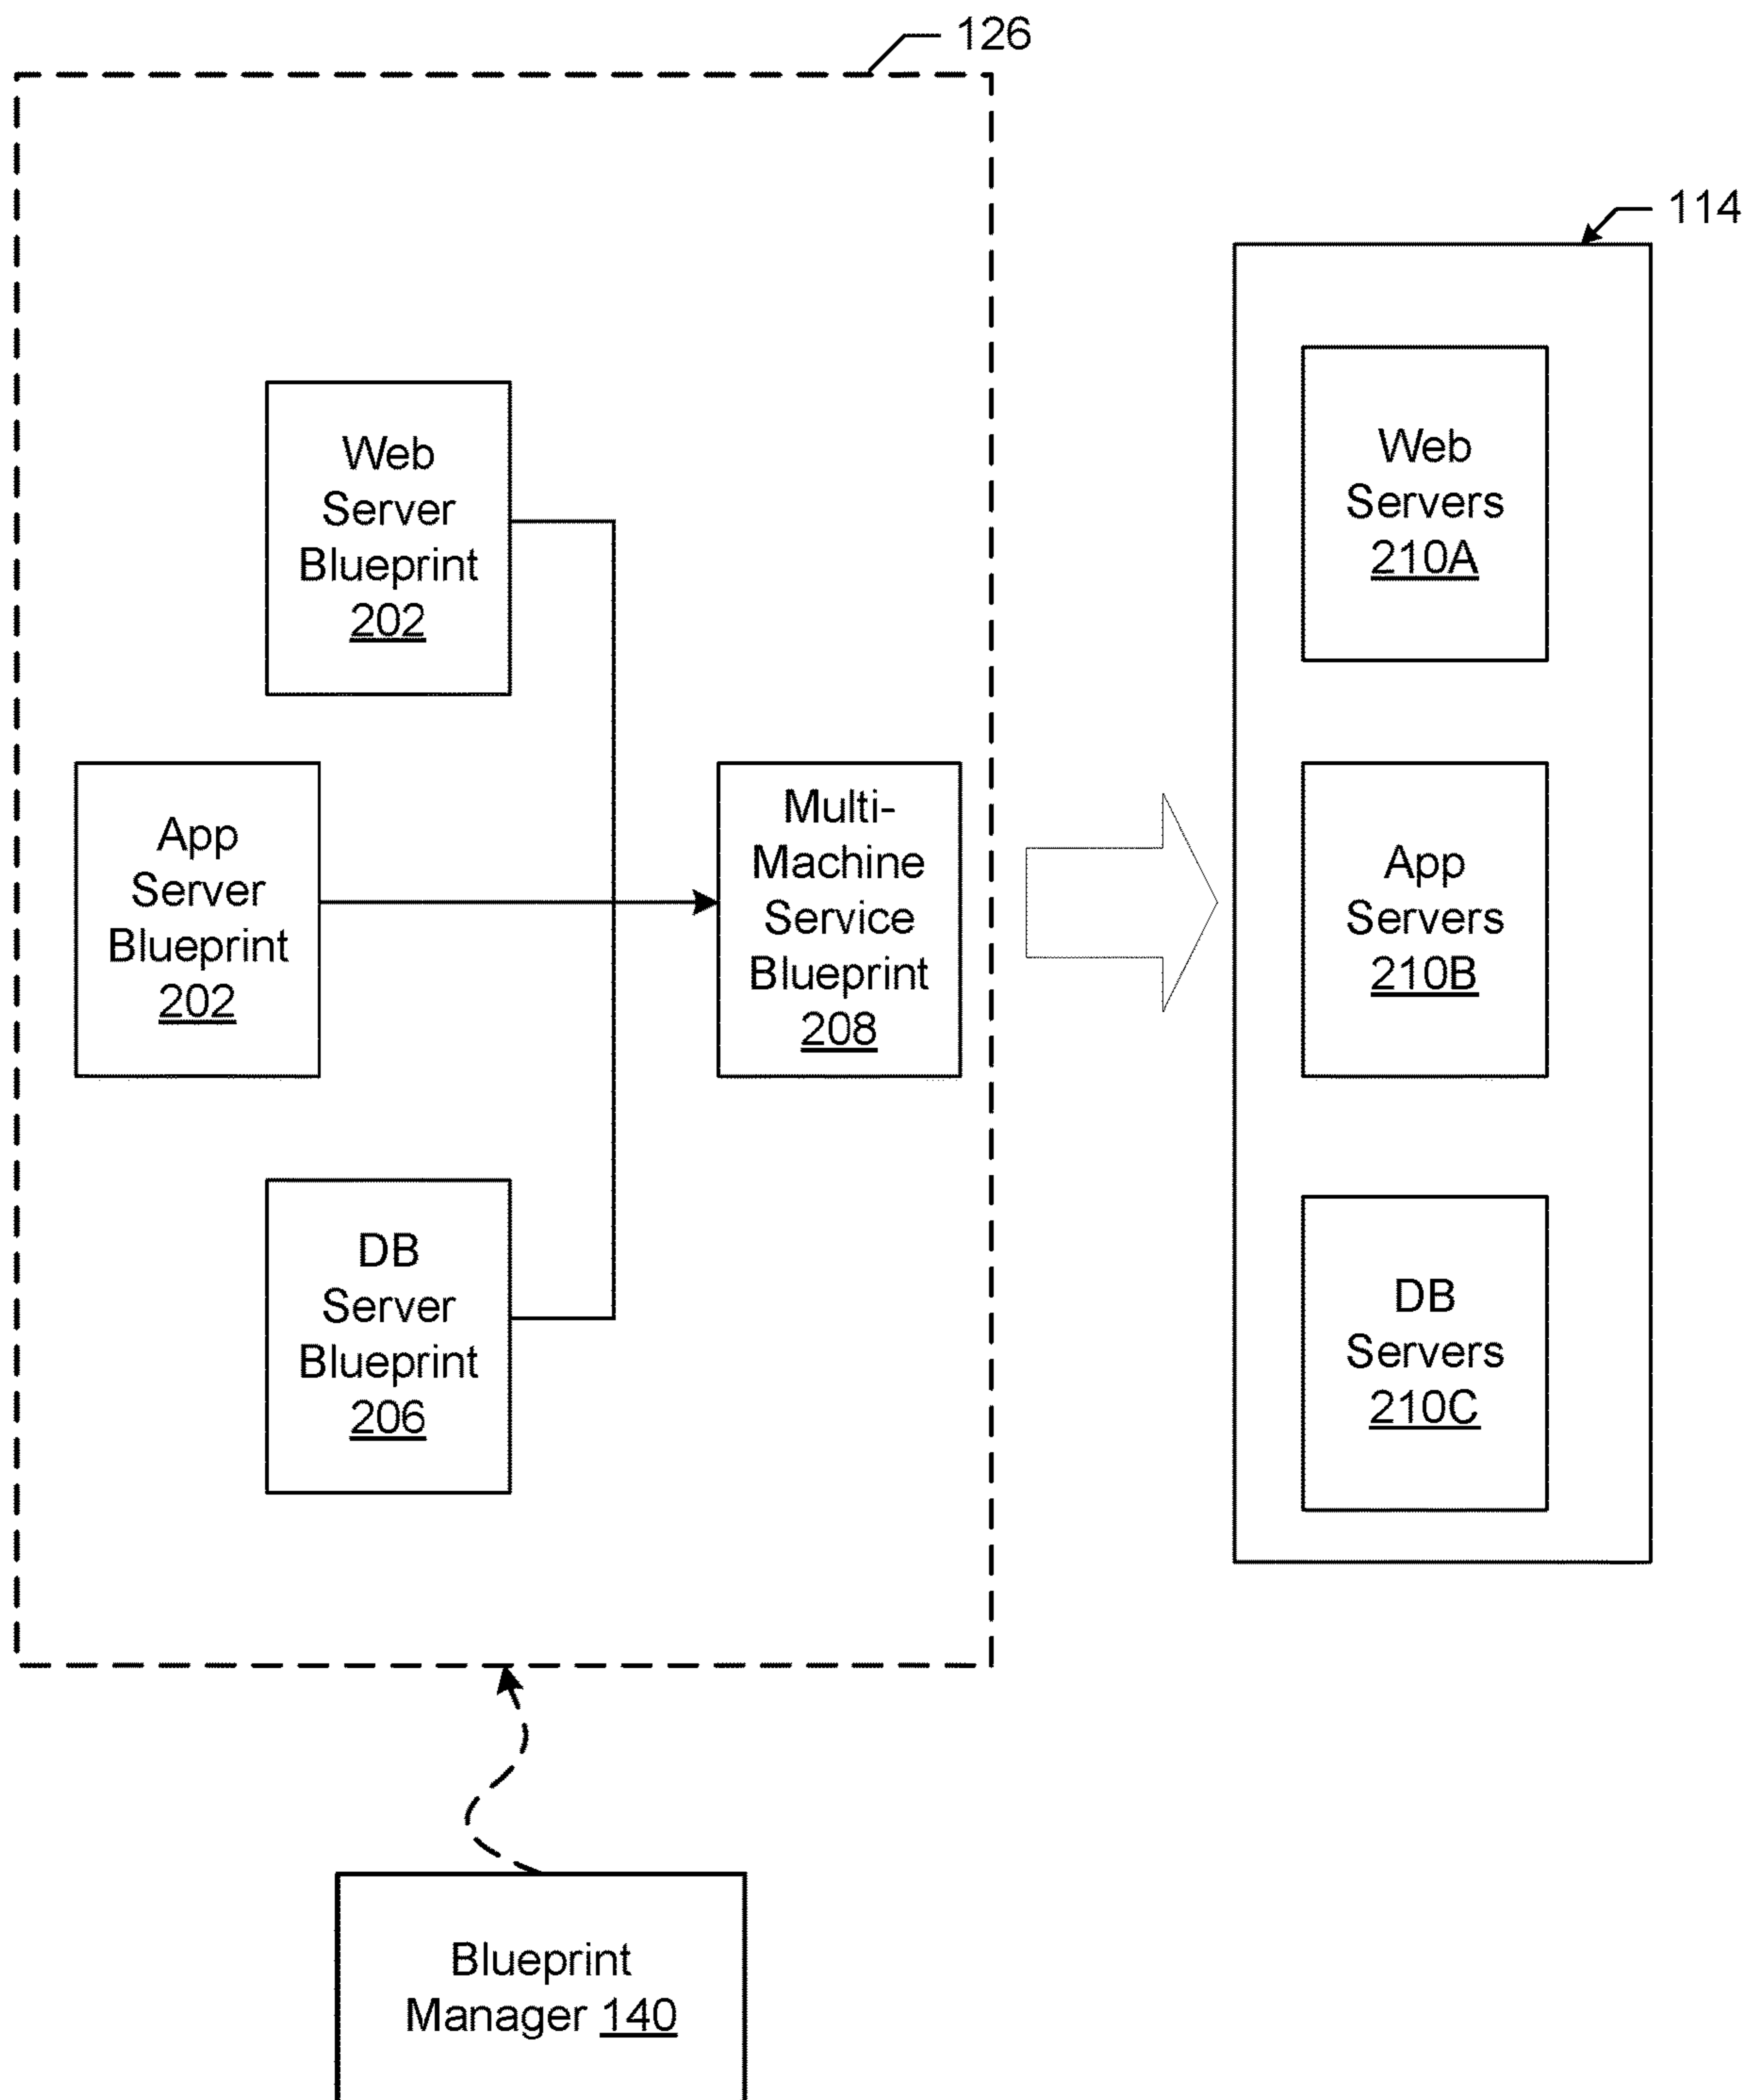 126
114
Web
Server
Blueprint
202
App
Server
Blueprint
202
Multi-
Machine
Service
Blueprint
208
DB
Server
Blueprint
206
Web
Servers
210A
App
Servers
210B
DB
Servers
210C
Blueprint
Manager 140